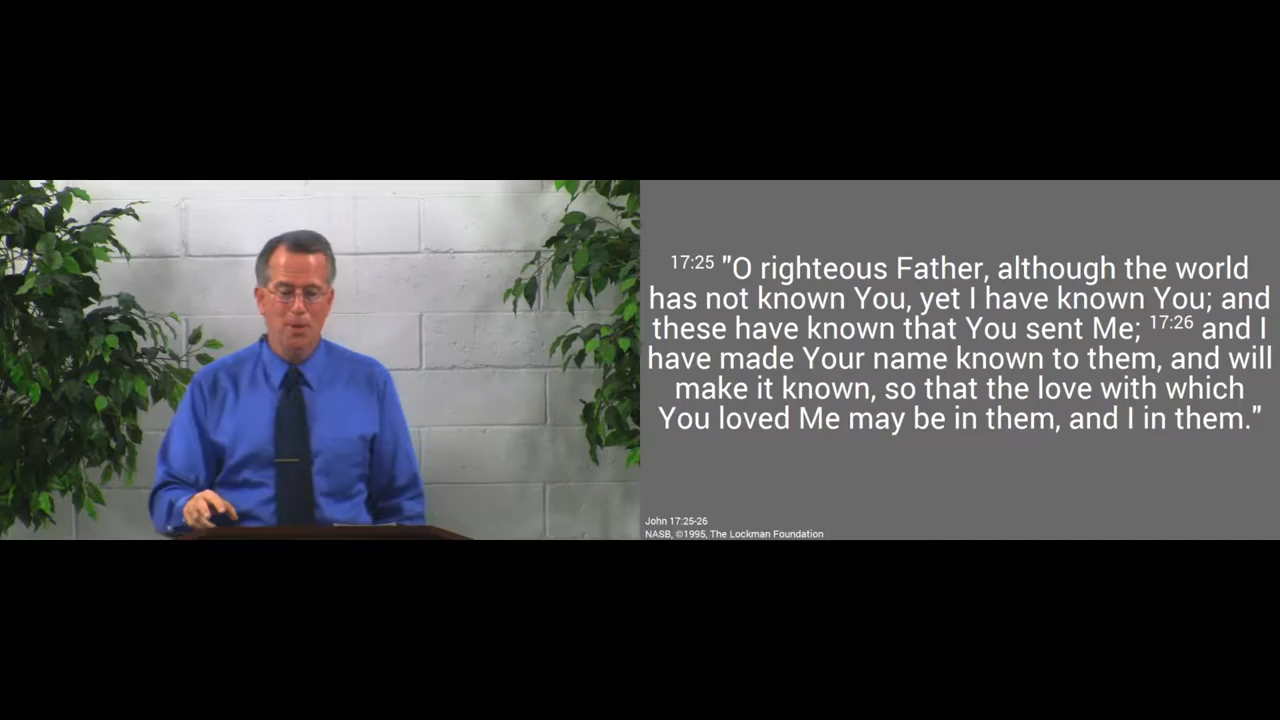 17:25 "O righteous Father, although the world
has not known You, yet I have known You; and
these have known that You sent Me; 17:26 and I
have made Your name known to them, and will
make it known, so that the love with which
You loved Me may be in them, and I in them."
John 17:25-26
NASB, ©1995, The Lockman Foundation